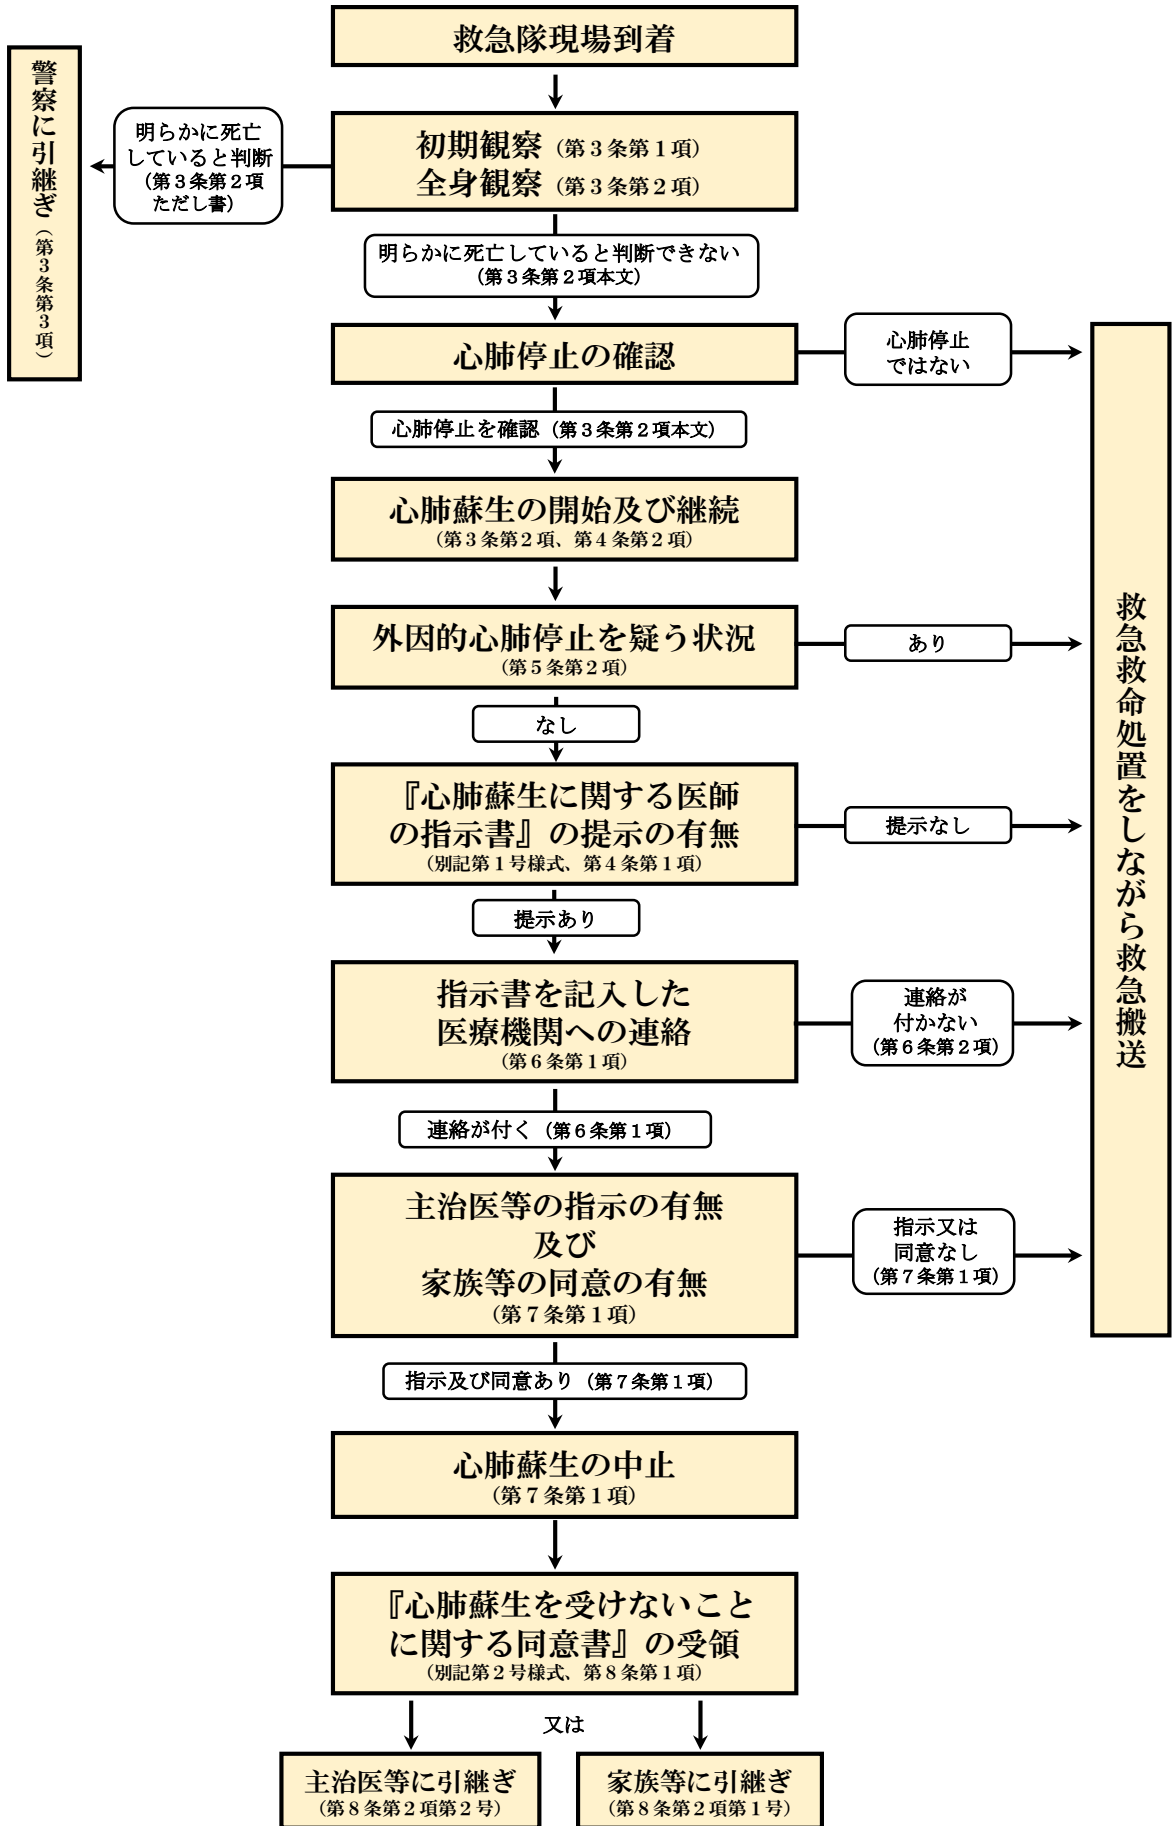 救急隊現場到着
警察に引継ぎ（第３条第３項）
明らかに死亡
していると判断
（第３条第２項
ただし書）
初期観察（第３条第１項）
全身観察（第３条第２項）
明らかに死亡していると判断できない
（第３条第２項本文）
心肺停止の確認
心肺停止
ではない
心肺停止を確認（第３条第２項本文）
心肺蘇生の開始及び継続
（第３条第２項、第４条第２項）
外因的心肺停止を疑う状況
（第５条第２項）
あり
なし
『心肺蘇生に関する医師
の指示書』の提示の有無
（別記第１号様式、第４条第１項）
提示なし
提示あり
指示書を記入した
医療機関への連絡
（第６条第１項）
連絡が
付かない
（第６条第２項）
連絡が付く（第６条第１項）
主治医等の指示の有無
及び
家族等の同意の有無
（第７条第１項）
指示又は
同意なし
（第７条第１項）
救急救命処置をしながら救急搬送
指示及び同意あり（第７条第１項）
心肺蘇生の中止
（第７条第１項）
『心肺蘇生を受けないこと
に関する同意書』の受領
（別記第２号様式、第８条第１項）
又は
主治医等に引継ぎ
（第８条第２項第２号）
家族等に引継ぎ
（第８条第２項第１号）